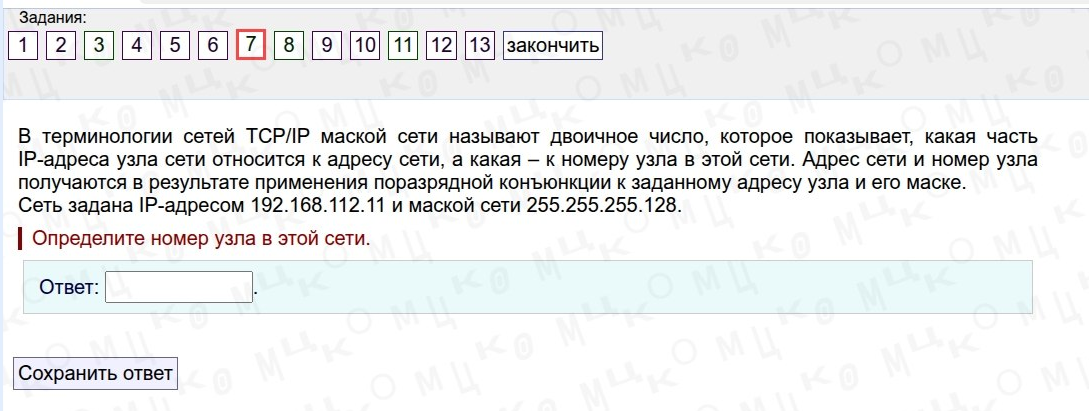 Задания:
1 2 3 4 5 6 7 8 9 10 11 12 13 закончить
В терминологии сетей TCP/IP маской сети называют двоичное число, которое показывает, какая часть
IP-адреса узла сети относится к адресу сети, а какая – к номеру узла в этой сети. Адрес сети и номер узла
получаются в результате применения поразрядной конъюнкции к заданному адресу узла и его маске.
Сеть задана IP-адресом 192.168.112.11 и маской сети 255.255.255.128.
Определите номер узла в этой сети.
Ответ: .
Сохранить ответ